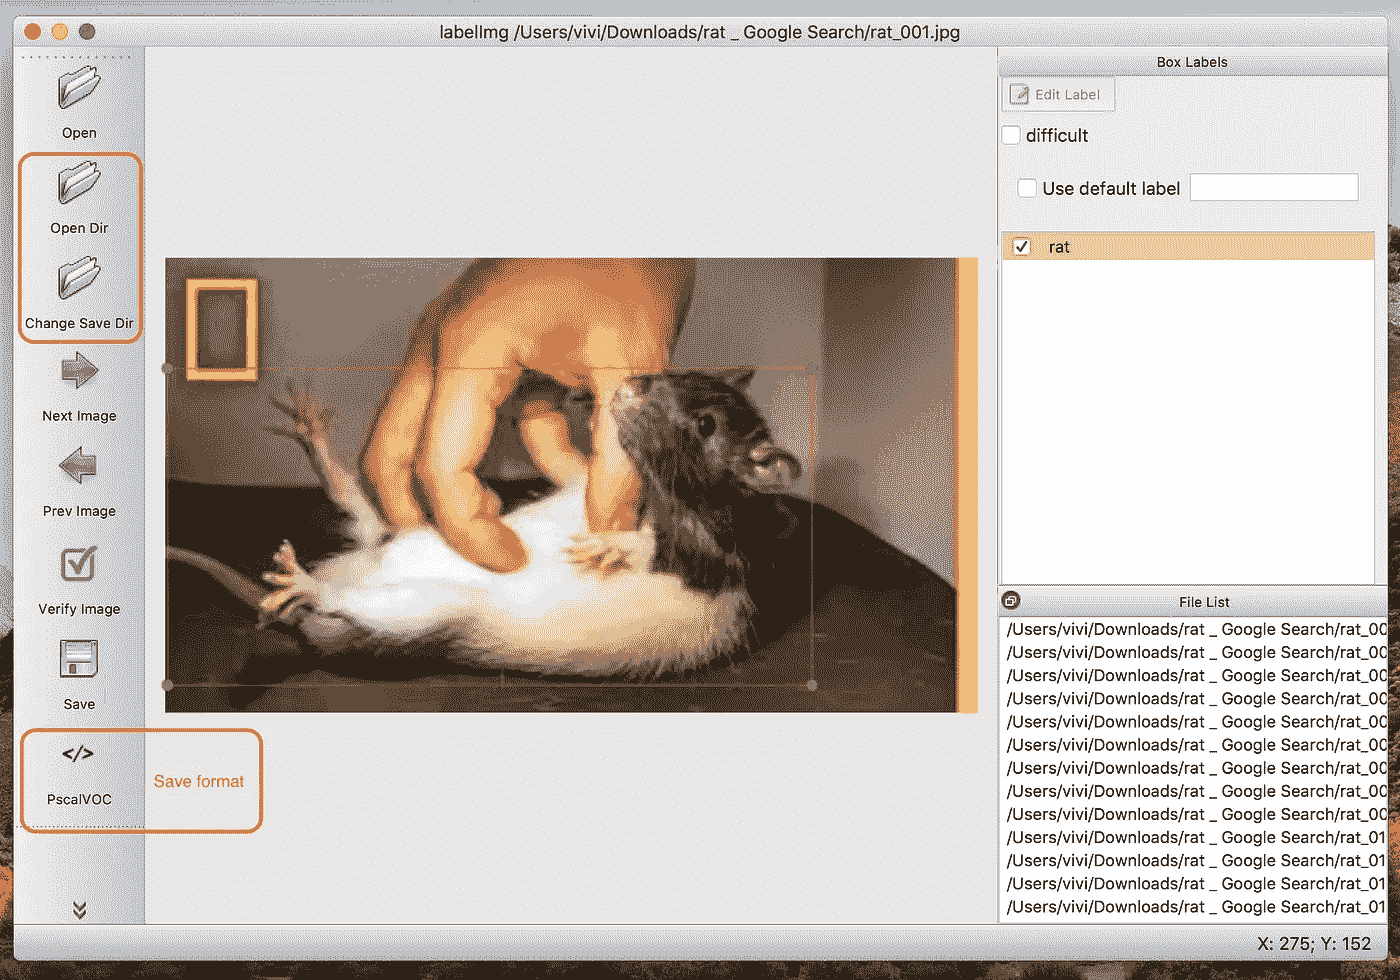 labelImg /Users/vivi/Downloads/rat _ Google Search/rat_001.jpg
Open
Open Dir
Change Save Dir
Next Image
Prev Image
Verify Image
Save
</>
PscalVOC
Save format
Box Labels
Edit Label
difficult
Use default label
rat
File List
/Users/vivi/Downloads/rat _ Google Search/rat_00
/Users/vivi/Downloads/rat _ Google Search/rat_00
/Users/vivi/Downloads/rat _ Google Search/rat_00
/Users/vivi/Downloads/rat _ Google Search/rat_00
/Users/vivi/Downloads/rat _ Google Search/rat_00
/Users/vivi/Downloads/rat _ Google Search/rat_00
/Users/vivi/Downloads/rat _ Google Search/rat_00
/Users/vivi/Downloads/rat _ Google Search/rat_00
/Users/vivi/Downloads/rat _ Google Search/rat_00
/Users/vivi/Downloads/rat _ Google Search/rat_01
/Users/vivi/Downloads/rat _ Google Search/rat_01
/Users/vivi/Downloads/rat _ Google Search/rat_01
/Users/vivi/Downloads/rat _ Google Search/rat_01
X: 275; Y: 152